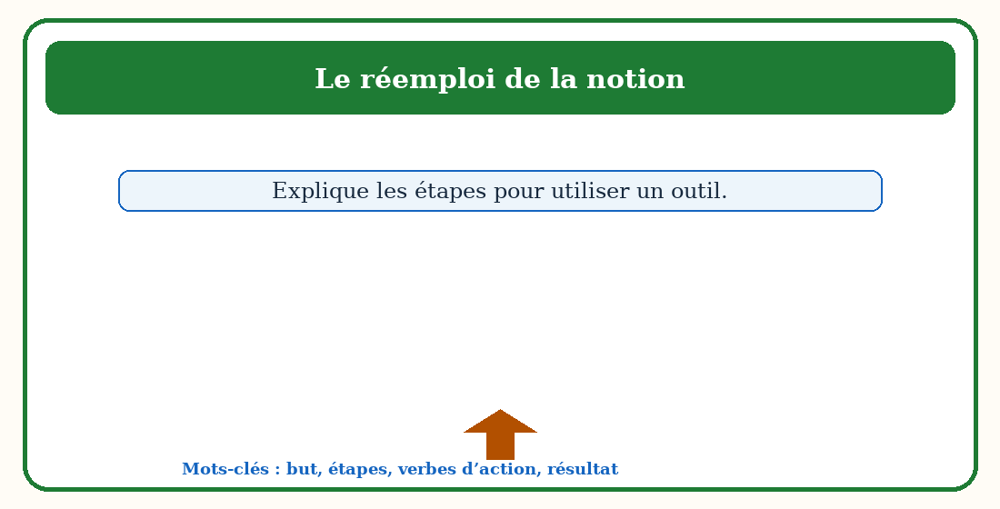 Le réemploi de la notion
Explique les étapes pour utiliser un outil.
Mots-clés : but, étapes, verbes d’action, résultat